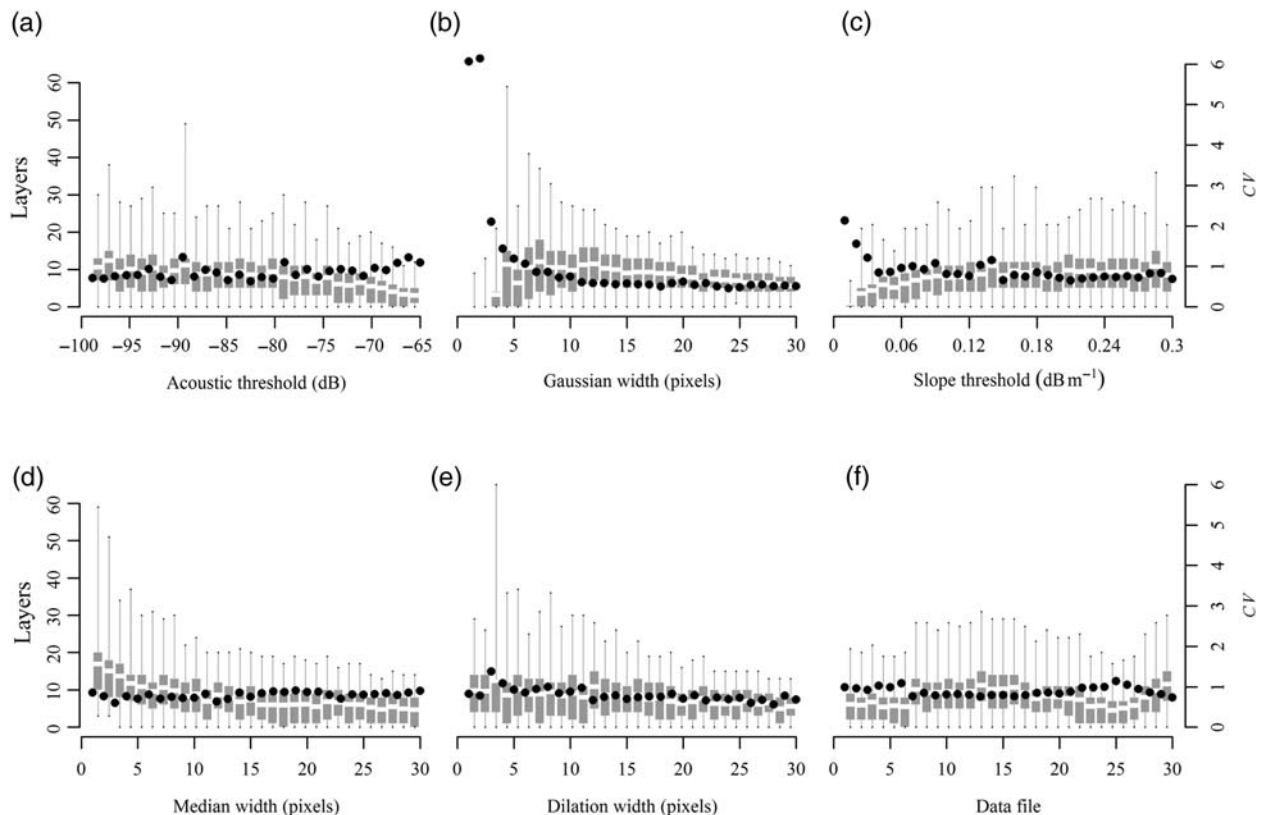 (a)
(b)
(c)
Layers
60
50
40
30
20
10
0
6
5
4
3
2
1
0
CV
−100 −95 −90 −85 −80 −75 −70 −65
0 5 10 15 20 25 30
0 0.06 0.12 0.18 0.24 0.3
Acoustic threshold (dB)
Gaussian width (pixels)
Slope threshold (dB m−1)
(d)
(e)
(f)
Layers
60
50
40
30
20
10
0
6
5
4
3
2
1
0
CV
0 5 10 15 20 25 30
0 5 10 15 20 25 30
0 5 10 15 20 25 30
Median width (pixels)
Dilation width (pixels)
Data file